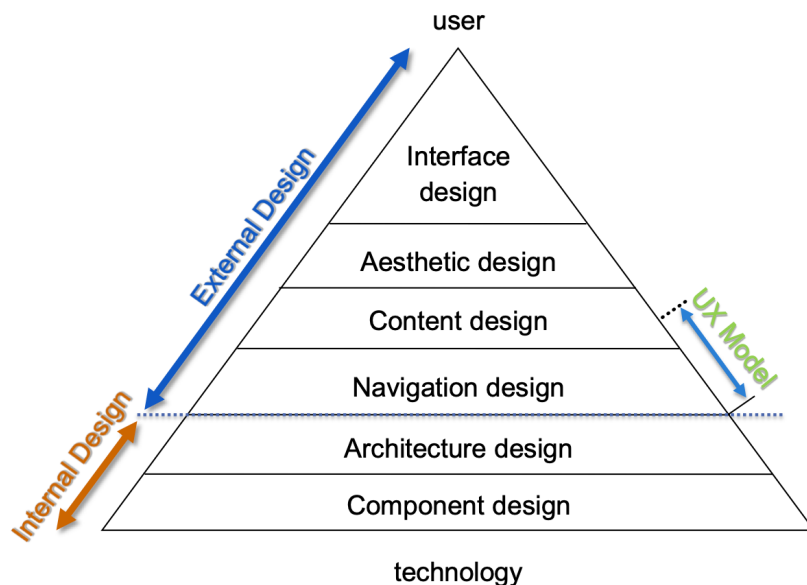 user
External Design
Interface
design
Aesthetic design
Content design
UX Model
Navigation design
Internal Design
Architecture design
Component design
technology